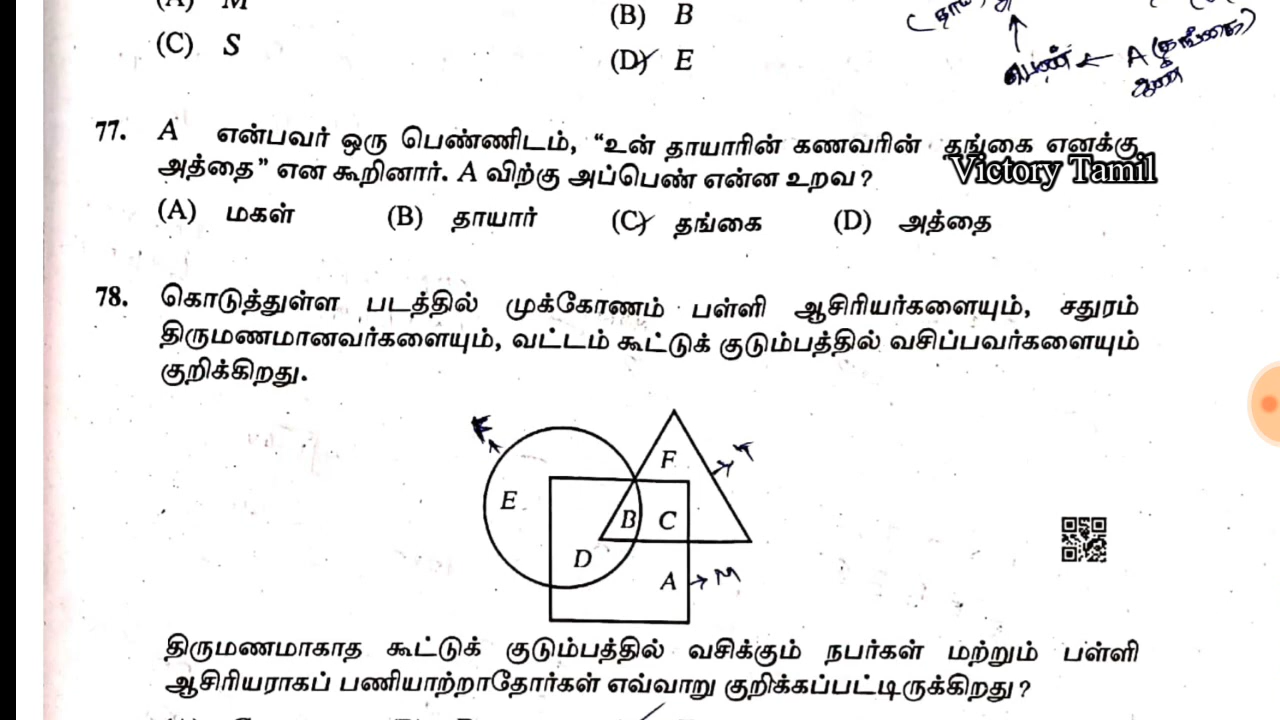 (A) M
(B) B
(C) S
(D) E
பெண் ← A (தங்கை)
ஆண்
77. A என்பவர் ஒரு பெண்ணிடம், “உன் தாயாரின் கணவரின் தங்கை எனக்கு
அத்தை” என கூறினார். A விற்கு அப்பெண் என்ன உறவு?
Victory Tamil
(A) மகள் (B) தாயார் (C) தங்கை (D) அத்தை
78. கொடுத்துள்ள படத்தில் முக்கோணம் பள்ளி ஆசிரியர்களையும், சதுரம்
திருமணமானவர்களையும், வட்டம் கூட்டுக் குடும்பத்தில் வசிப்பவர்களையும்
குறிக்கிறது.
F
T
E
B C
D
A → M
திருமணமாகாத கூட்டுக் குடும்பத்தில் வசிக்கும் நபர்கள் மற்றும் பள்ளி
ஆசிரியராகப் பணியாற்றாதோர்கள் எவ்வாறு குறிக்கப்பட்டிருக்கிறது?